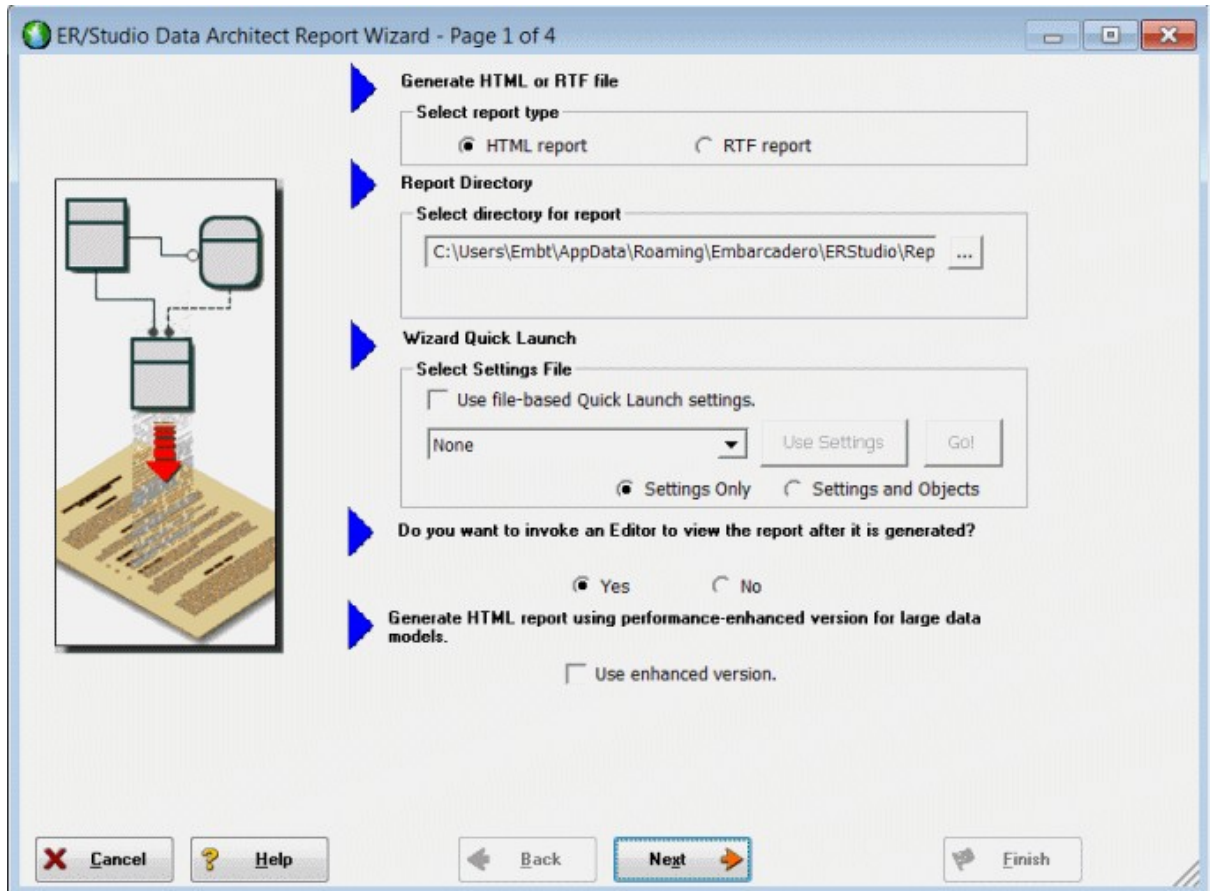 ER/Studio Data Architect Report Wizard - Page 1 of 4
Generate HTML or RTF file
Select report type
HTML report RTF report
Report Directory
Select directory for report
C:\Users\Embt\AppData\Roaming\Embarcadero\ERStudio\Rep ...
Wizard Quick Launch
Select Settings File
Use file-based Quick Launch settings.
None Use Settings Go!
Settings Only Settings and Objects
Do you want to invoke an Editor to view the report after it is generated?
Yes No
Generate HTML report using performance-enhanced version for large data
models.
Use enhanced version.
Cancel Help Back Next Finish